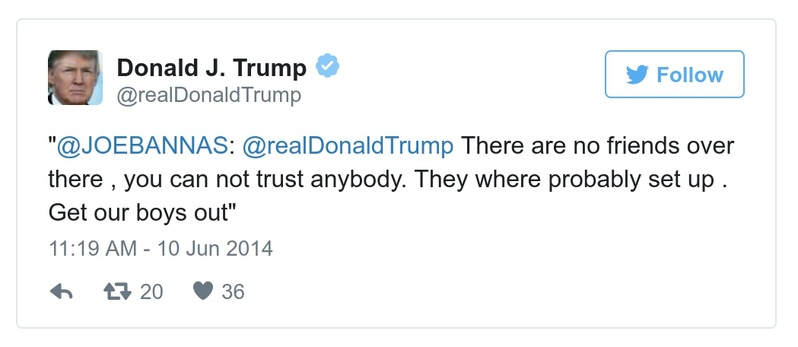 Donald J. Trump
Follow
@realDonaldTrump
"@JOEBANNAS: @realDonaldTrump There are no friends over
there , you can not trust anybody. They where probably set up .
Get our boys out"
11:19 AM - 10 Jun 2014
20 36